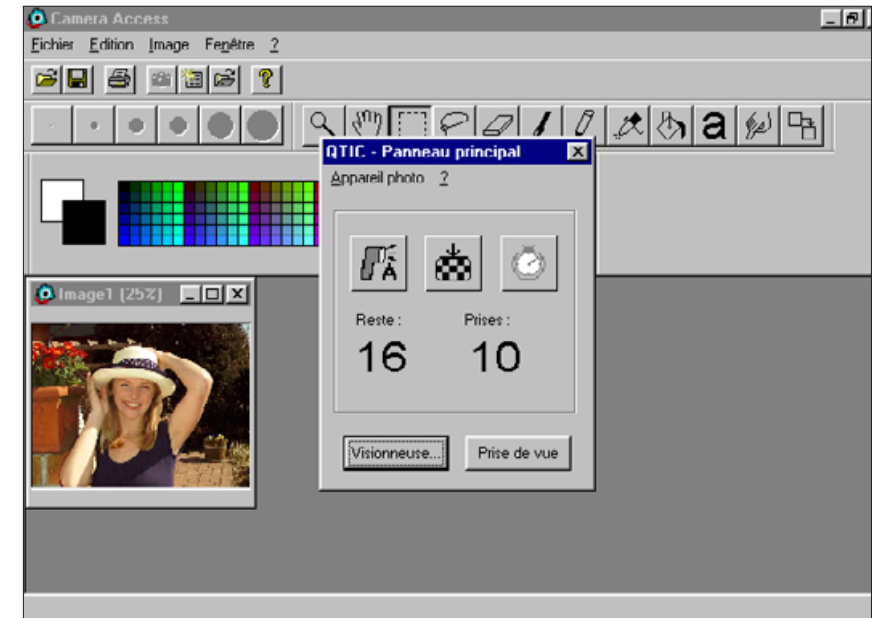 Camera Access
Fichier Edition Image Fenêtre ?
a
QTIC - Panneau principal
Appareil photo ?
A
Image1 (25%)
Reste : Prises :
16 10
Visionneuse... Prise de vue